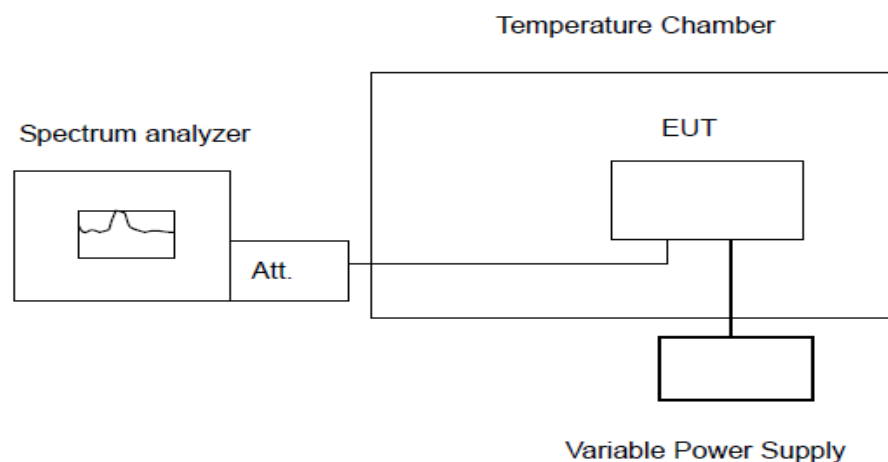 Temperature Chamber
Spectrum analyzer
EUT
Att.
Variable Power Supply